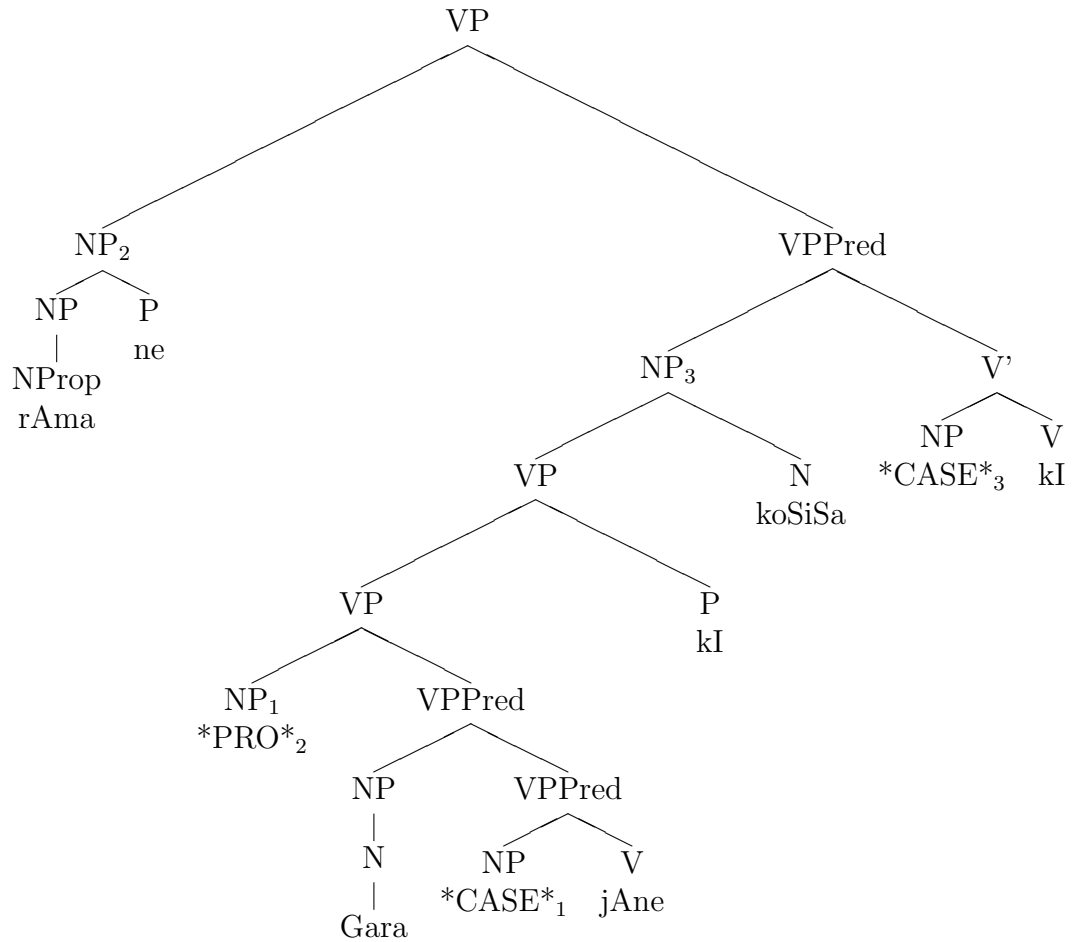 VP
NP₂ VPPred
NP P
ne
NProp
rAma
NP₃ V'
NP V
*CASE*₃ kI
VP N
koSiSa
VP P
kI
NP₁ VPPred
*PRO*₂
NP VPPred
N NP V
*CASE*₁ jAne
Gara